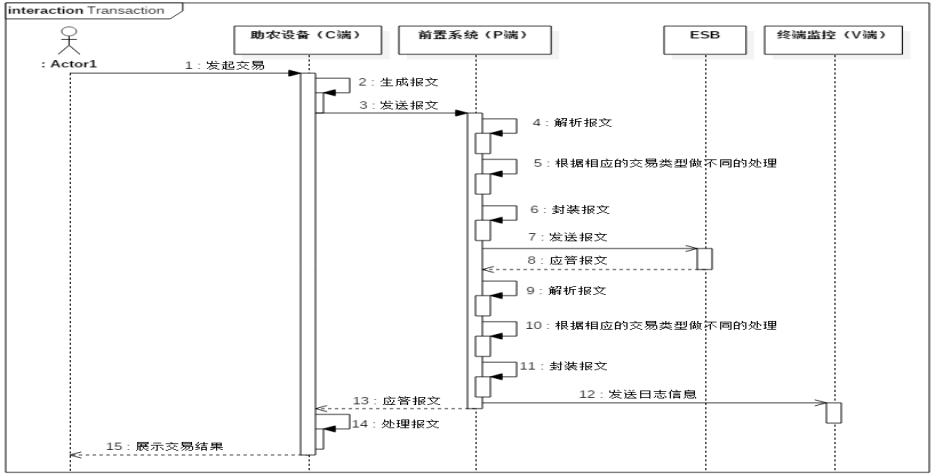 interaction Transaction
助农设备（C端）
前置系统（P端）
ESB
终端监控（V端）
: Actor1
1 : 发起交易
2 : 生成报文
3 : 发送报文
4 : 解析报文
5 : 根据相应的交易类型做不同的处理
6 : 封装报文
7 : 发送报文
8 : 应答报文
9 : 解析报文
10 : 根据相应的交易类型做不同的处理
11 : 封装报文
12 : 发送日志信息
13 : 应答报文
14 : 处理报文
15 : 展示交易结果